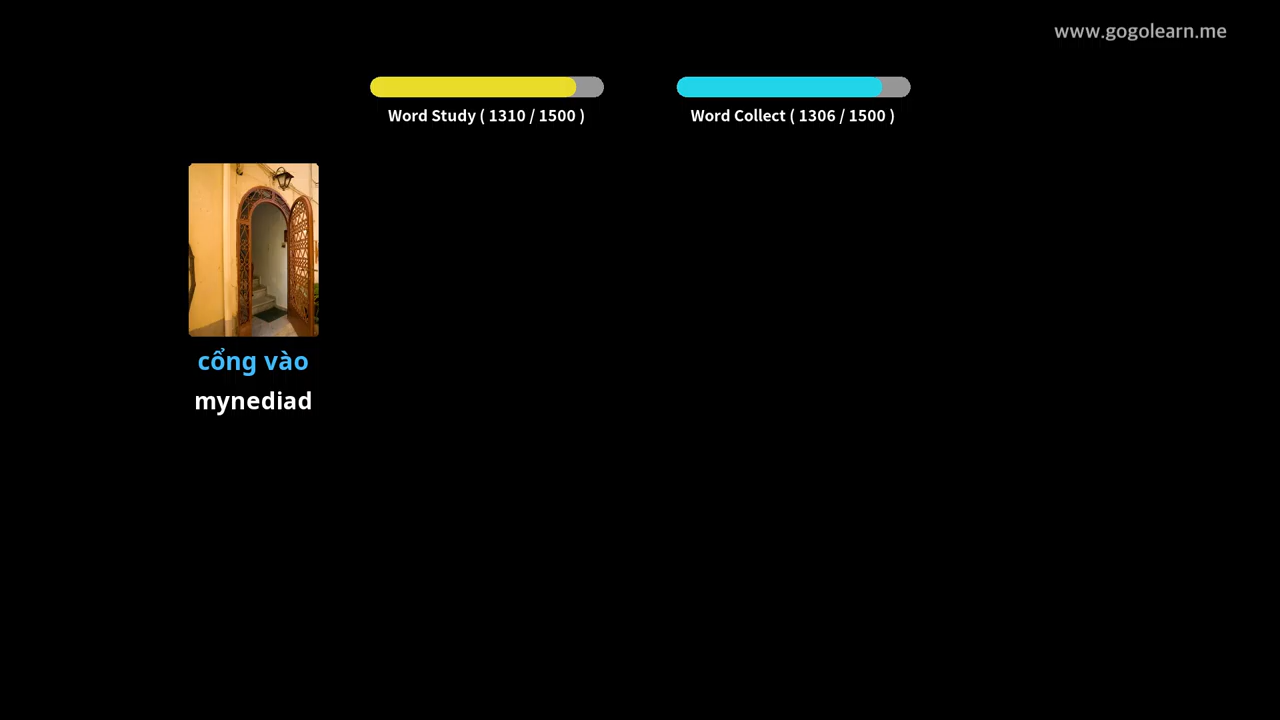 www.gogolearn.me
Word Study ( 1310 / 1500 )
Word Collect ( 1306 / 1500 )
cổng vào
mynediad